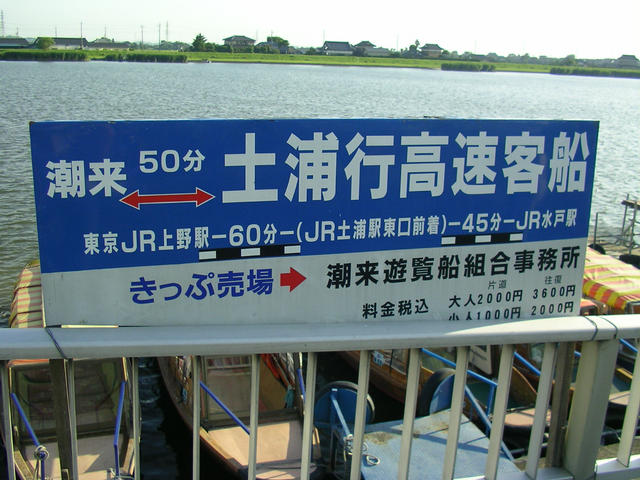 潮来 50分 土浦行高速客船
東京JR上野駅-60分-(JR土浦駅東口前着)-45分-JR水戸駅
きっぷ売場 潮来遊覧船組合事務所
片道 往復
料金税込 大人2000円 3600円
小人1000円 2000円